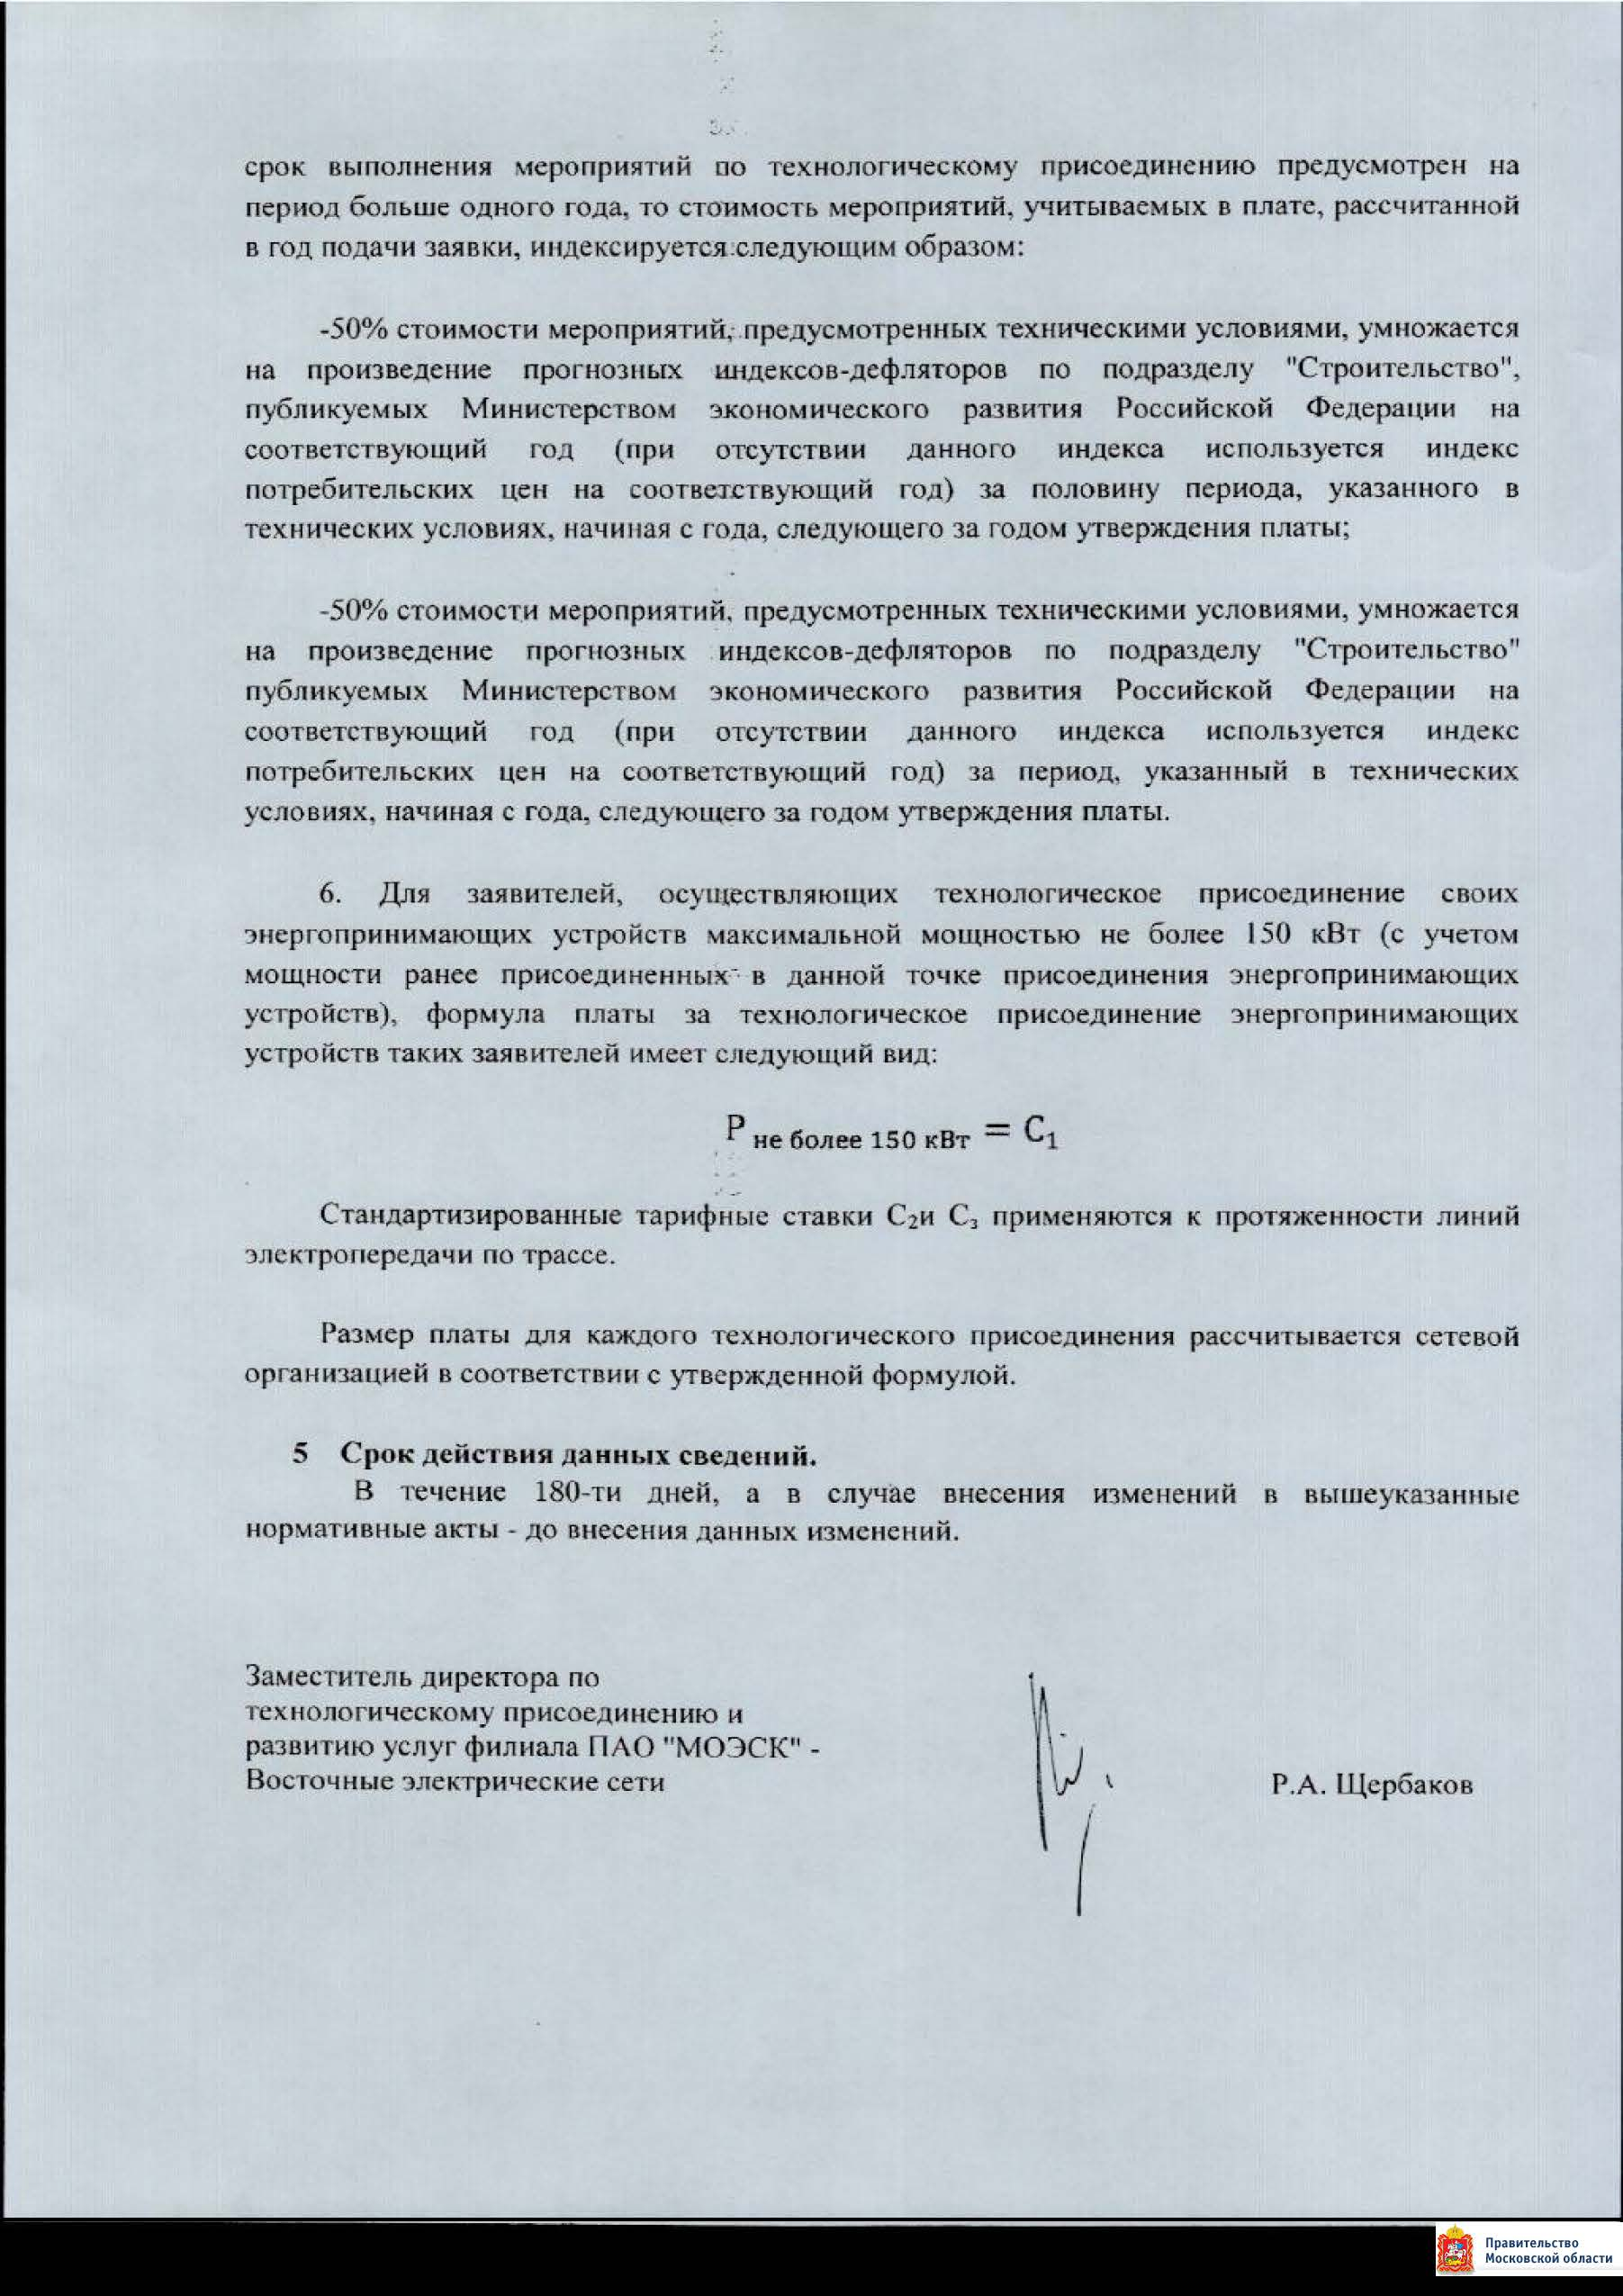 срок выполнения мероприятий по технологическому присоединению предусмотрен на
период больше одного года, то стоимость мероприятий, учитываемых в плате, рассчитанной
в год подачи заявки, индексируется следующим образом:
-50% стоимости мероприятий, предусмотренных техническими условиями, умножается
на произведение прогнозных индексов-дефляторов по подразделу "Строительство",
публикуемых Министерством экономического развития Российской Федерации на
соответствующий год (при отсутствии данного индекса используется индекс
потребительских цен на соответствующий год) за половину периода, указанного в
технических условиях, начиная с года, следующего за годом утверждения платы;
-50% стоимости мероприятий, предусмотренных техническими условиями, умножается
на произведение прогнозных индексов-дефляторов по подразделу "Строительство"
публикуемых Министерством экономического развития Российской Федерации на
соответствующий год (при отсутствии данного индекса используется индекс
потребительских цен на соответствующий год) за период, указанный в технических
условиях, начиная с года, следующего за годом утверждения платы.
6. Для заявителей, осуществляющих технологическое присоединение своих
энергопринимающих устройств максимальной мощностью не более 150 кВт (с учетом
мощности ранее присоединенных в данной точке присоединения энергопринимающих
устройств), формула платы за технологическое присоединение энергопринимающих
устройств таких заявителей имеет следующий вид:
P не более 150 кВт = C₁
Стандартизированные тарифные ставки С₂и С₃ применяются к протяженности линий
электропередачи по трассе.
Размер платы для каждого технологического присоединения рассчитывается сетевой
организацией в соответствии с утвержденной формулой.
5 Срок действия данных сведений.
В течение 180-ти дней, а в случае внесения изменений в вышеуказанные
нормативные акты - до внесения данных изменений.
Заместитель директора по
технологическому присоединению и
развитию услуг филиала ПАО "МОЭСК" -
Восточные электрические сети
Р.А. Щербаков
Правительство
Московской области